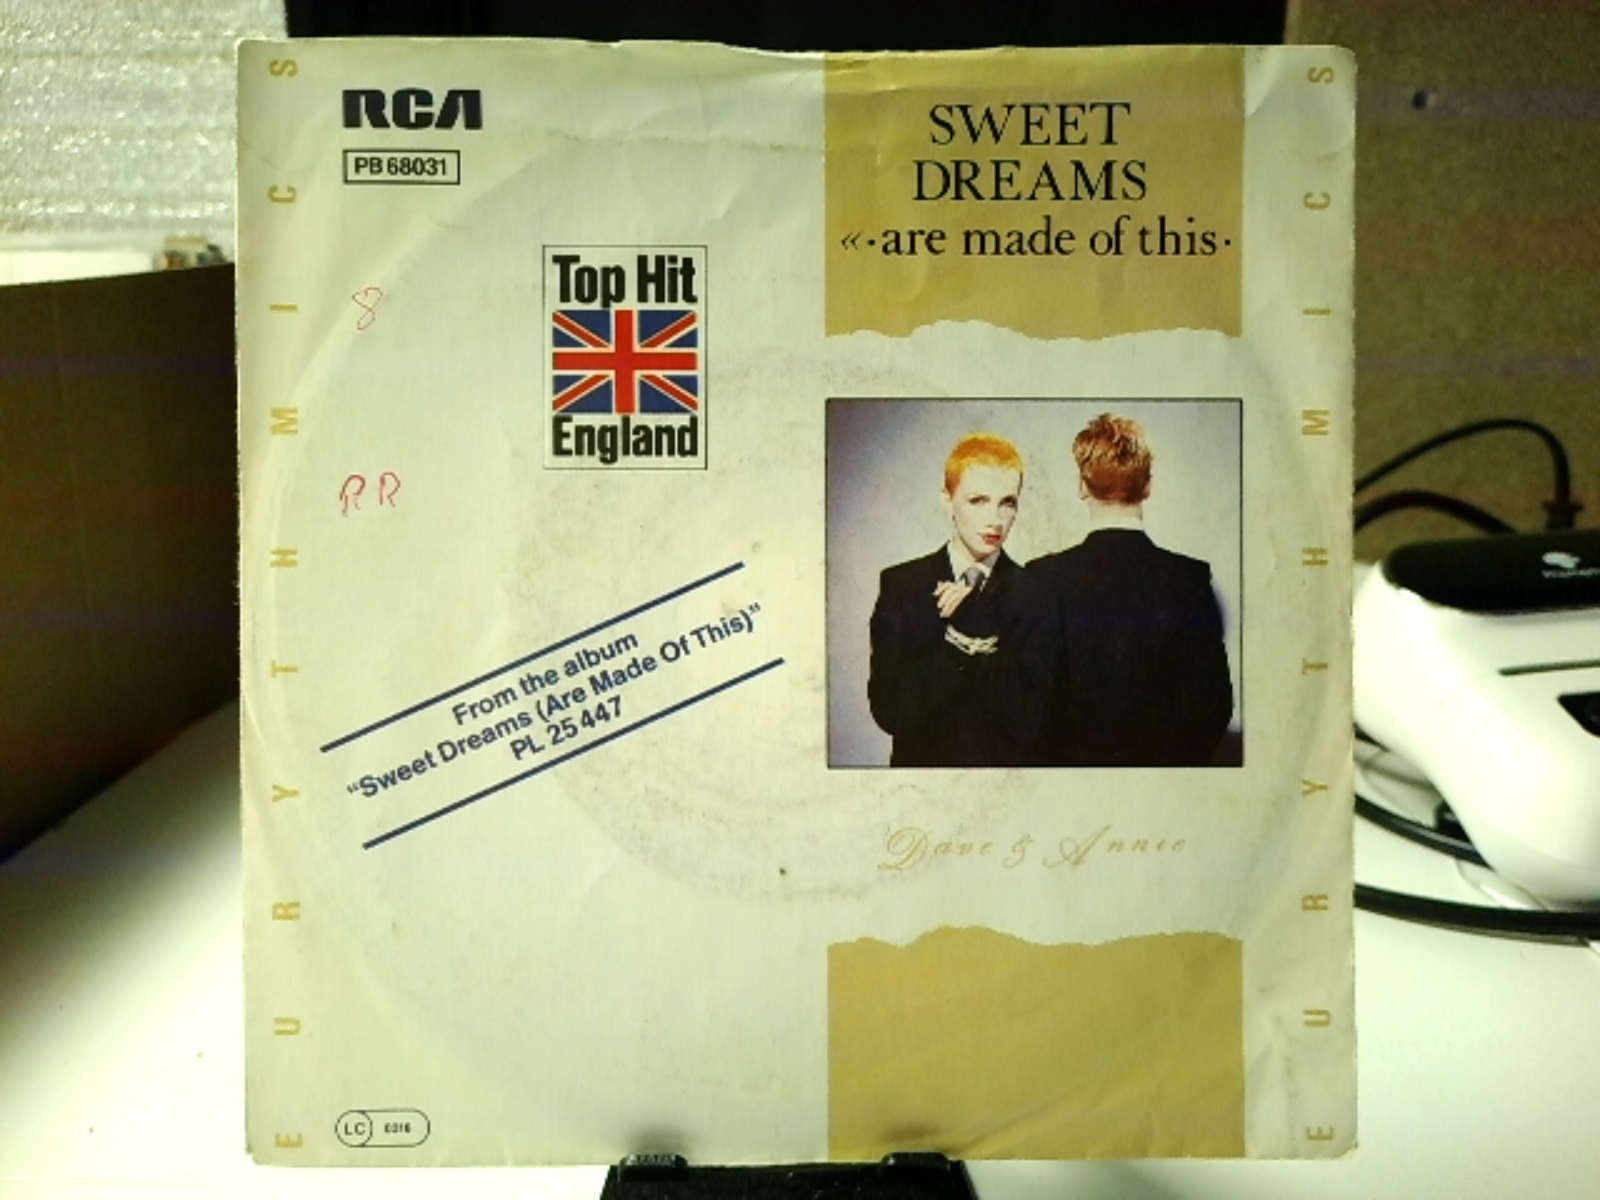 RCA
PB 68031
Top Hit
England
8
RR
From the album
“Sweet Dreams (Are Made Of This)”
PL 25 447
LC 0316
SWEET
DREAMS
«·are made of this·
Dave & Annie
EURYTHMICS
EURYTHMICS